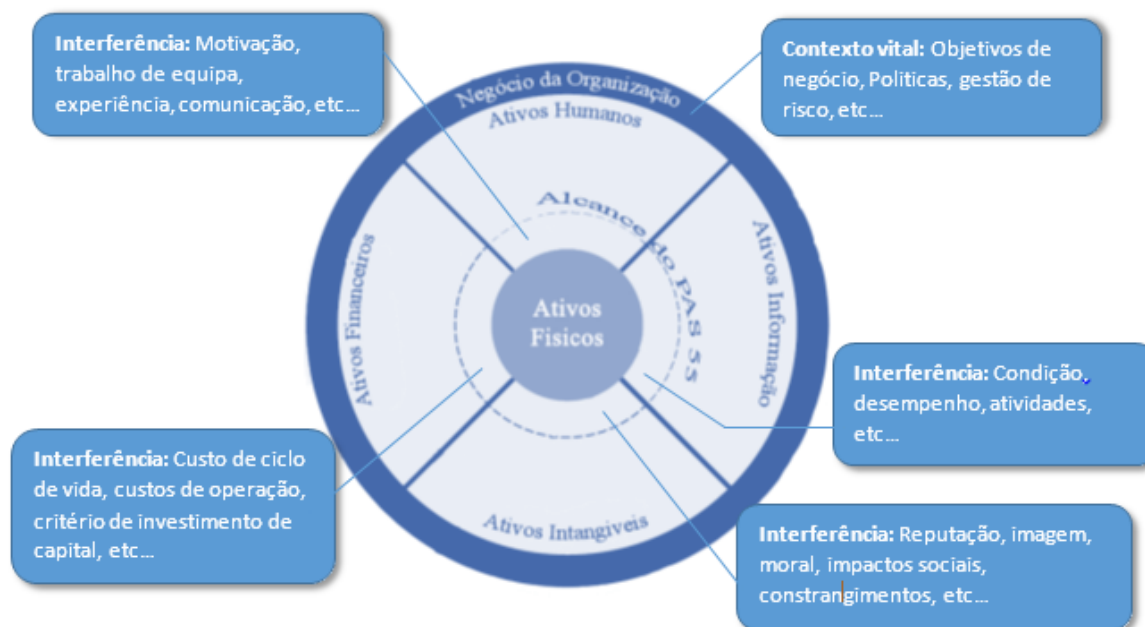 Interferência: Motivação,
trabalho de equipa,
experiência, comunicação, etc...
Contexto vital: Objetivos de
negócio, Politicas, gestão de
risco, etc...
Negócio da Organização
Ativos Humanos
Alcance do PAS 55
Ativos Financeiros
Ativos
Fisicos
Ativos Informação
Interferência: Condição,
desempenho, atividades,
etc...
Interferência: Custo de ciclo
de vida, custos de operação,
critério de investimento de
capital, etc...
Ativos Intangiveis
Interferência: Reputação, imagem,
moral, impactos sociais,
constrangimentos, etc...